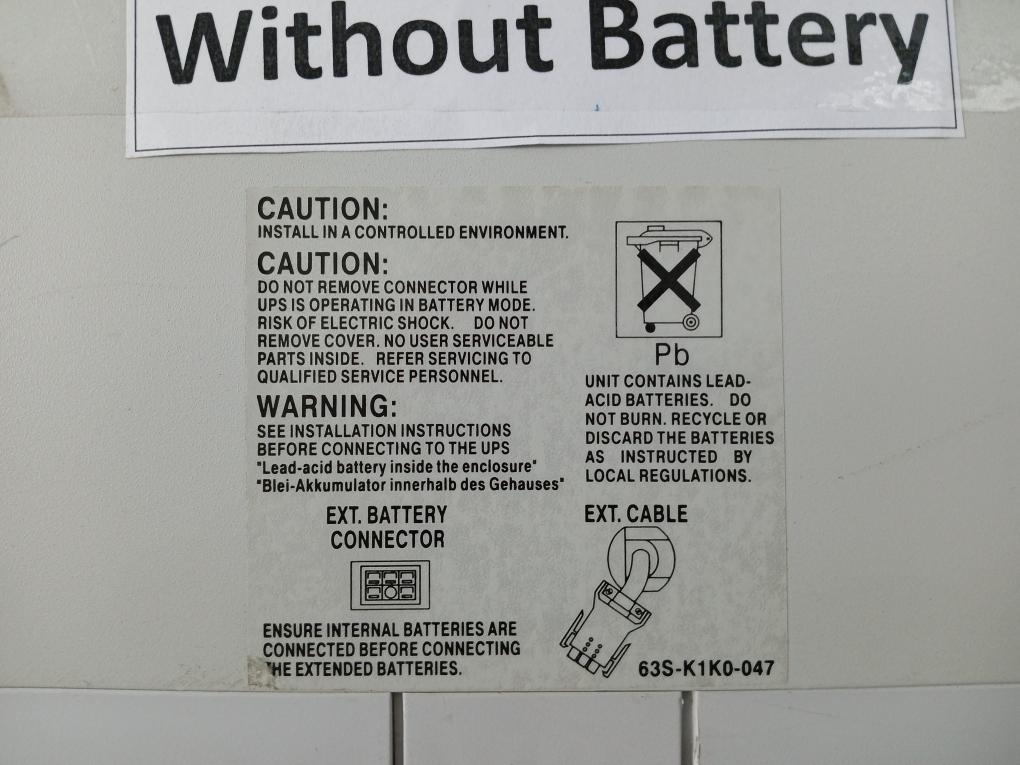 Without Battery
CAUTION:
INSTALL IN A CONTROLLED ENVIRONMENT.
CAUTION:
DO NOT REMOVE CONNECTOR WHILE
UPS IS OPERATING IN BATTERY MODE.
RISK OF ELECTRIC SHOCK. DO NOT
REMOVE COVER. NO USER SERVICEABLE
PARTS INSIDE. REFER SERVICING TO
QUALIFIED SERVICE PERSONNEL.
WARNING:
SEE INSTALLATION INSTRUCTIONS
BEFORE CONNECTING TO THE UPS
"Lead-acid battery inside the enclosure"
"Blei-Akkumulator innerhalb des Gehauses"
EXT. BATTERY
CONNECTOR
ENSURE INTERNAL BATTERIES ARE
CONNECTED BEFORE CONNECTING
THE EXTENDED BATTERIES.
Pb
UNIT CONTAINS LEAD-
ACID BATTERIES. DO
NOT BURN. RECYCLE OR
DISCARD THE BATTERIES
AS INSTRUCTED BY
LOCAL REGULATIONS.
EXT. CABLE
63S-K1K0-047